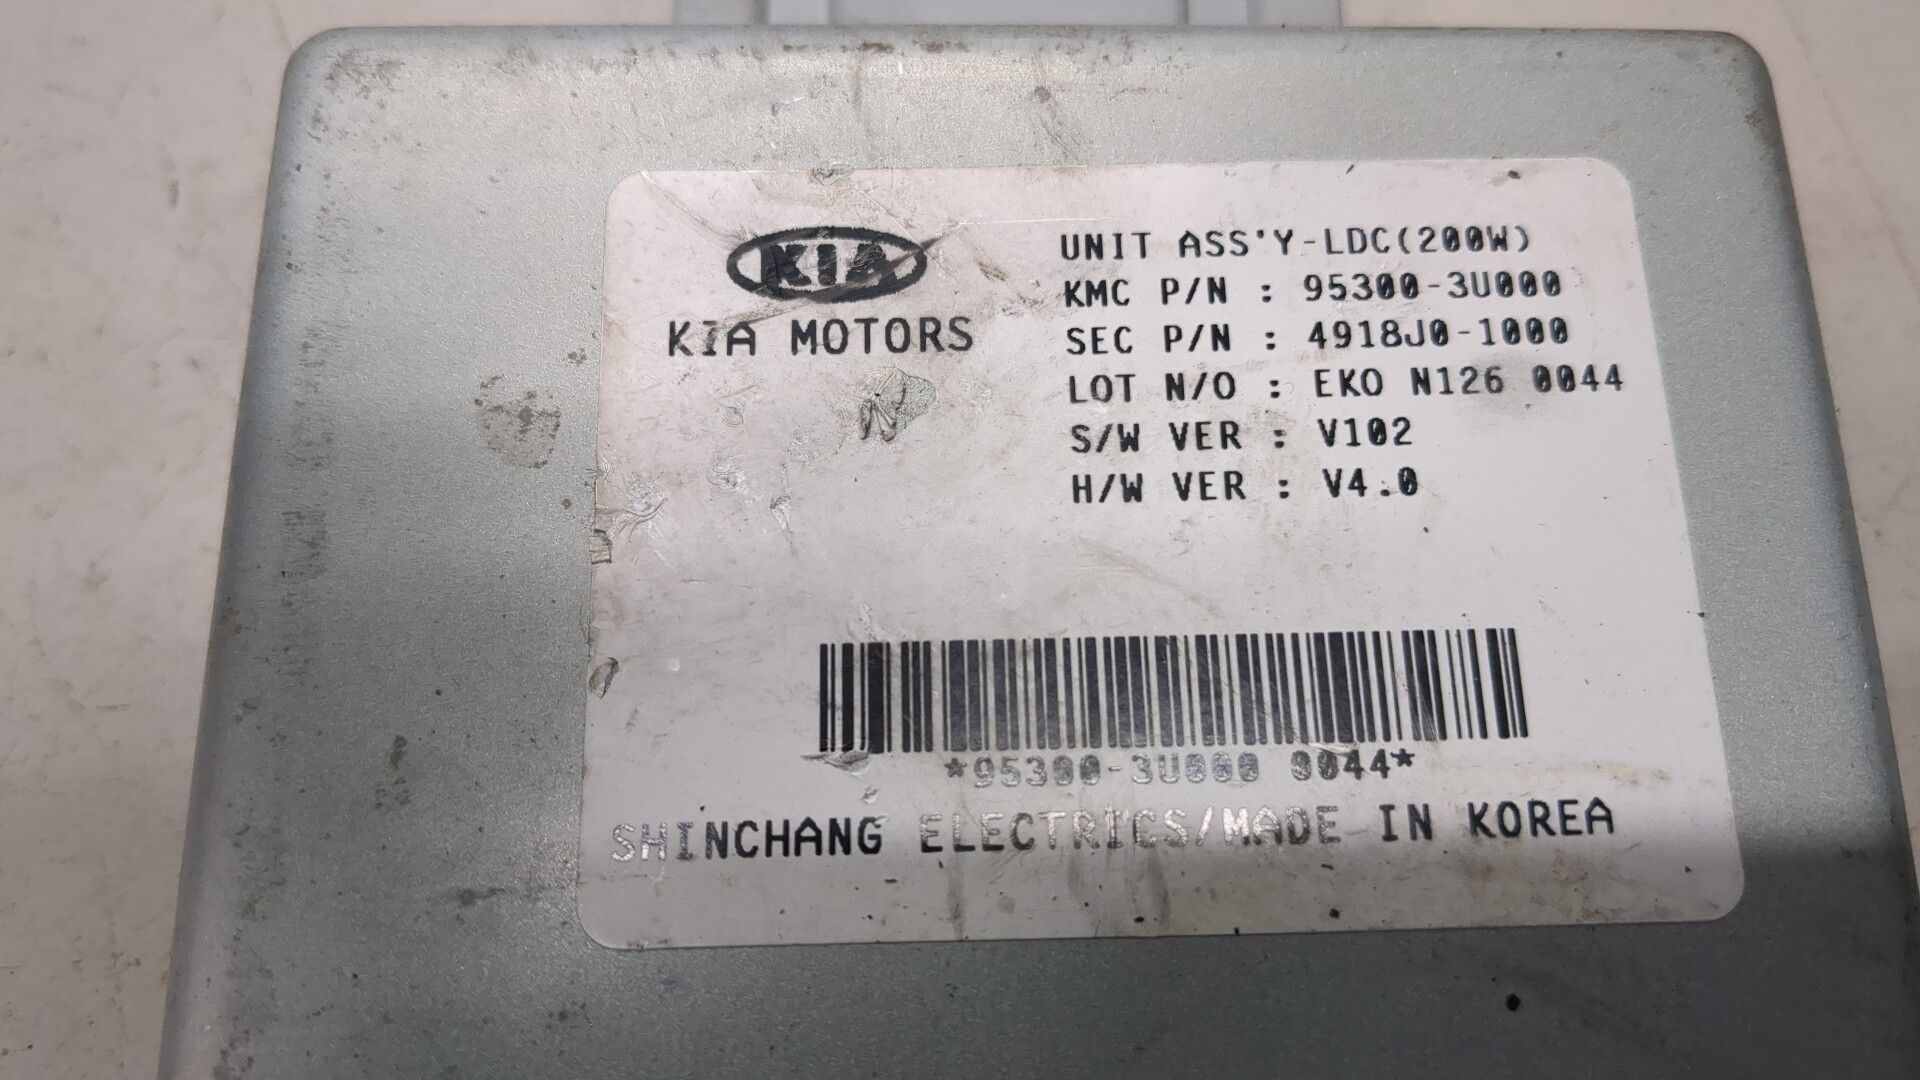 KIA
KIA MOTORS
UNIT ASS'Y-LDC(200W)
KMC P/N : 95300-3U000
SEC P/N : 4918J0-1000
LOT N/O : EKO N126 0044
S/W VER : V102
H/W VER : V4.0
*95300-3U000 0044*
SHINCHANG ELECTRICS/MADE IN KOREA